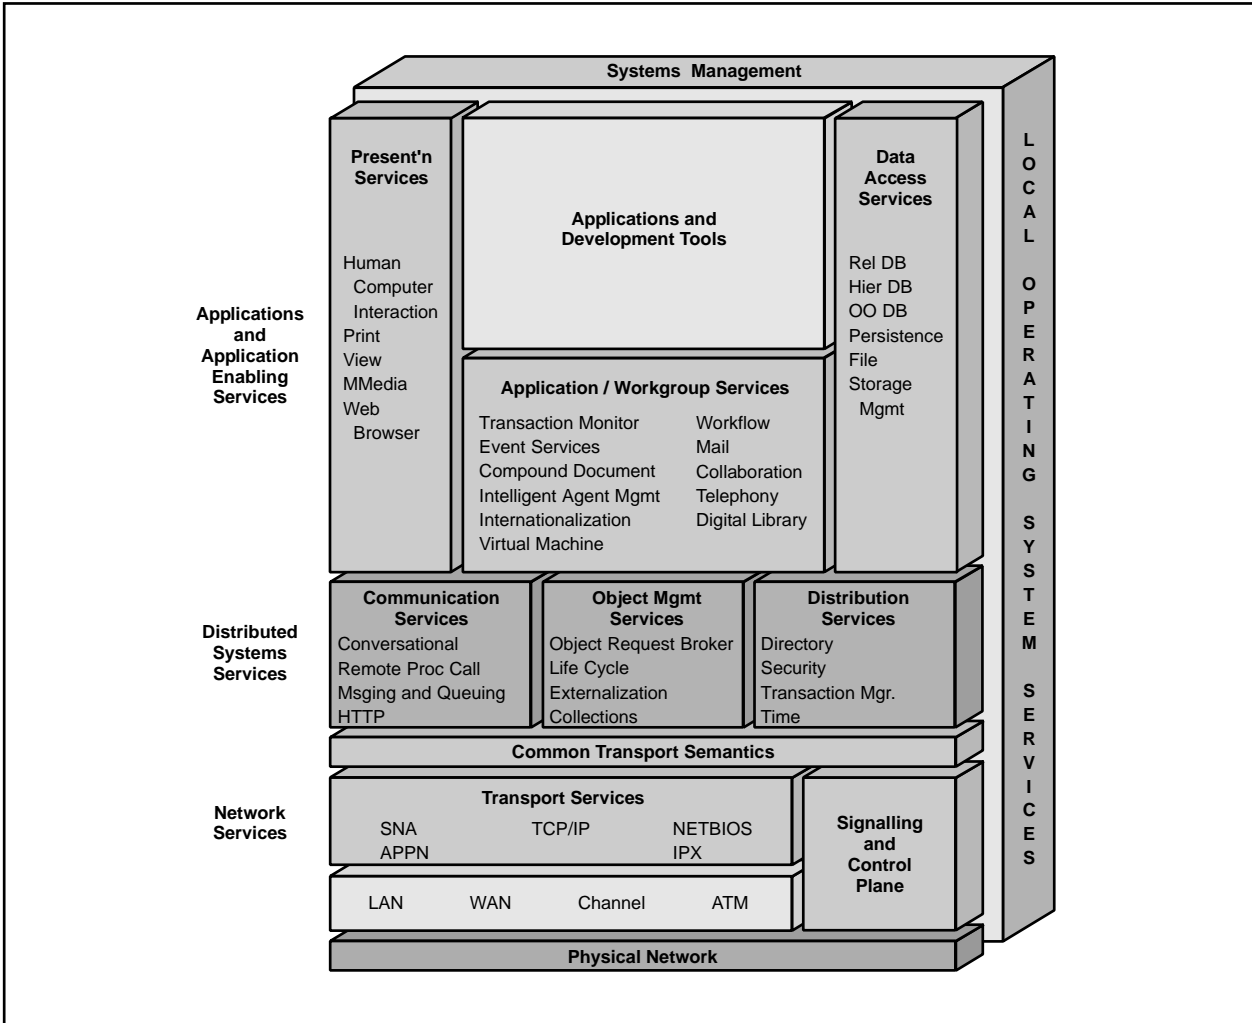 Systems Management
LOCAL OPERATING SYSTEM SERVICES
Applications
and
Application
Enabling
Services
Present'n
Services
Human
Computer
Interaction
Print
View
MMedia
Web
Browser
Applications and
Development Tools
Data
Access
Services
Rel DB
Hier DB
OO DB
Persistence
File
Storage
Mgmt
Application / Workgroup Services
Transaction Monitor
Event Services
Compound Document
Intelligent Agent Mgmt
Internationalization
Virtual Machine
Workflow
Mail
Collaboration
Telephony
Digital Library
Distributed
Systems
Services
Communication
Services
Conversational
Remote Proc Call
Msging and Queuing
HTTP
Object Mgmt
Services
Object Request Broker
Life Cycle
Externalization
Collections
Distribution
Services
Directory
Security
Transaction Mgr.
Time
Common Transport Semantics
Network
Services
Transport Services
SNA TCP/IP NETBIOS
APPN IPX
Signalling
and
Control
Plane
LAN WAN Channel ATM
Physical Network